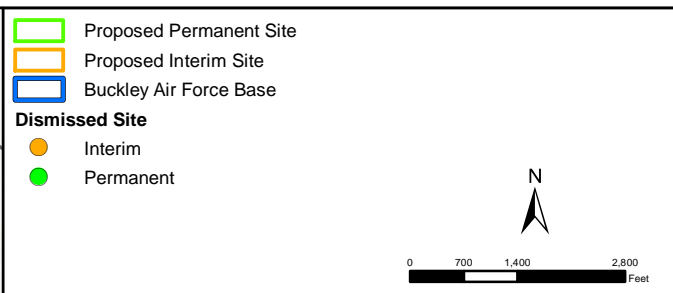 Proposed Permanent Site
Proposed Interim Site
Buckley Air Force Base
Dismissed Site
Interim
Permanent
N
0 700 1,400 2,800
Feet